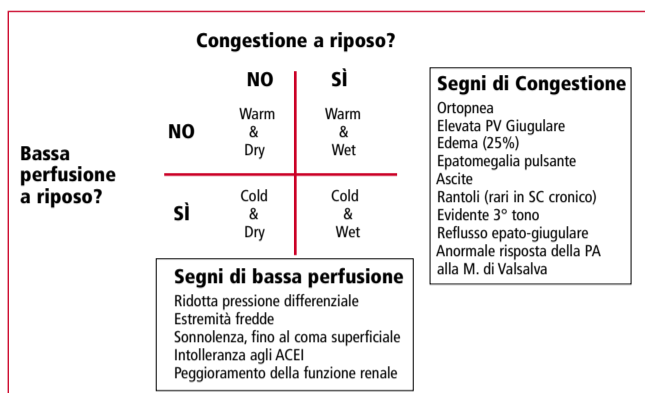 Congestione a riposo?
NO
SÌ
Bassa
perfusione
a riposo?
NO
Warm
&
Dry
Warm
&
Wet
SÌ
Cold
&
Dry
Cold
&
Wet
Segni di Congestione
Ortopnea
Elevata PV Giugulare
Edema (25%)
Epatomegalia pulsante
Ascite
Rantoli (rari in SC cronico)
Evidente 3° tono
Reflusso epato-giugulare
Anormale risposta della PA
alla M. di Valsalva
Segni di bassa perfusione
Ridotta pressione differenziale
Estremità fredde
Sonnolenza, fino al coma superficiale
Intolleranza agli ACEI
Peggioramento della funzione renale